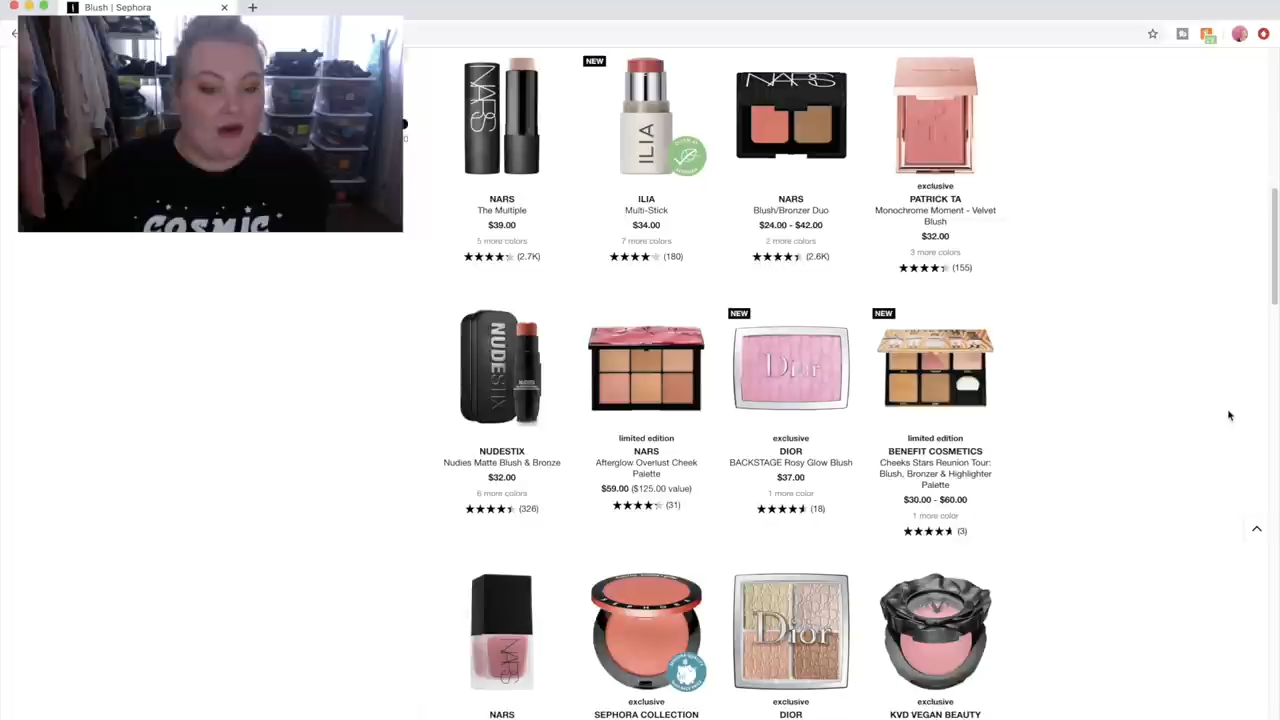 Blush | Sephora
COSMIC
NARS
NEW
ILIA
NARS
NARS
The Multiple
$39.00
5 more colors
(2.7K)
ILIA
Multi-Stick
$34.00
7 more colors
(180)
NARS
Blush/Bronzer Duo
$24.00 - $42.00
2 more colors
(2.6K)
exclusive
PATRICK TA
Monochrome Moment - Velvet
Blush
$32.00
3 more colors
(155)
NUDESTIX
NEW
Dior
NEW
NUDESTIX
Nudies Matte Blush & Bronze
$32.00
6 more colors
(326)
limited edition
NARS
Afterglow Overlust Cheek
Palette
$59.00 ($125.00 value)
(31)
exclusive
DIOR
BACKSTAGE Rosy Glow Blush
$37.00
1 more color
(18)
limited edition
BENEFIT COSMETICS
Cheeks Stars Reunion Tour:
Blush, Bronzer & Highlighter
Palette
$30.00 - $60.00
1 more color
(3)
NARS
SEPHORA
Dior
NARS
exclusive
SEPHORA COLLECTION
exclusive
DIOR
exclusive
KVD VEGAN BEAUTY